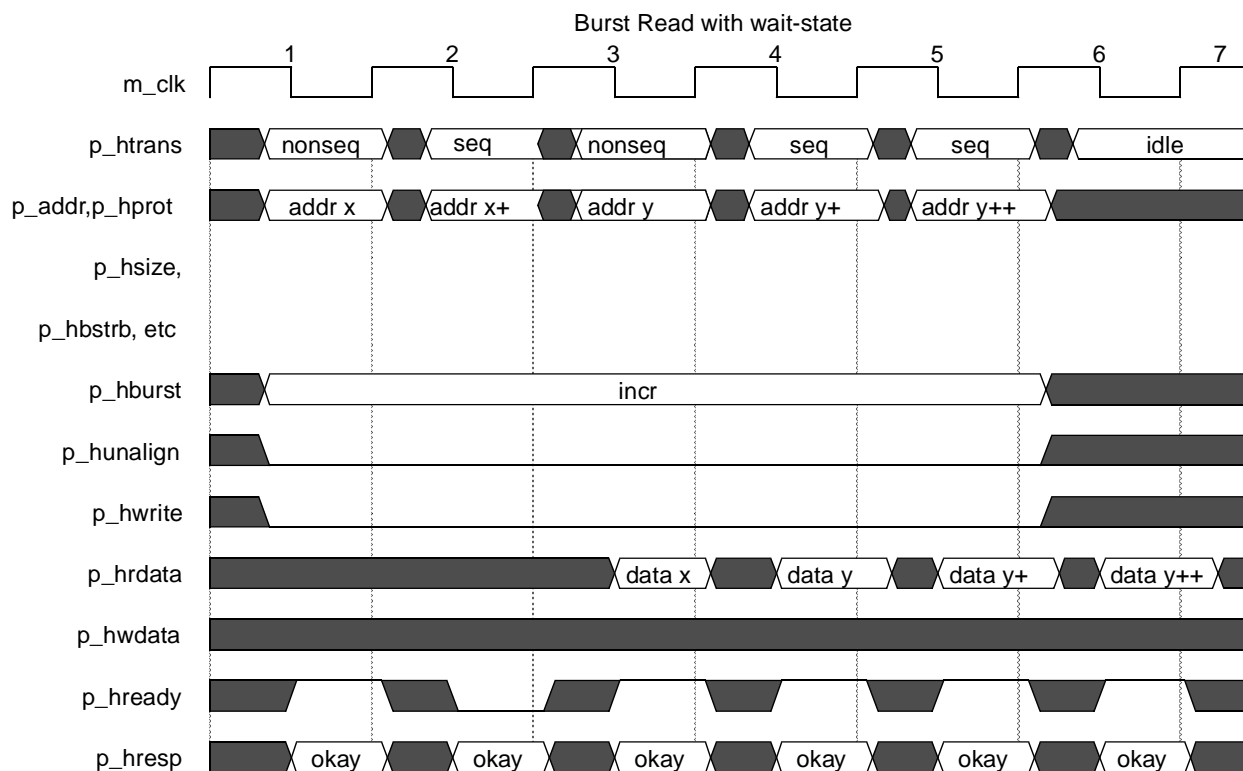 Burst Read with wait-state
1 2 3 4 5 6 7
m_clk
p_htrans nonseq seq nonseq seq seq idle
p_addr,p_hprot addr x addr x+ addr y addr y+ addr y++
p_hsize,
p_hbstrb, etc
p_hburst incr
p_hunalign
p_hwrite
p_hrdata data x data y data y+ data y++
p_hwdata
p_hready
p_hresp okay okay okay okay okay okay